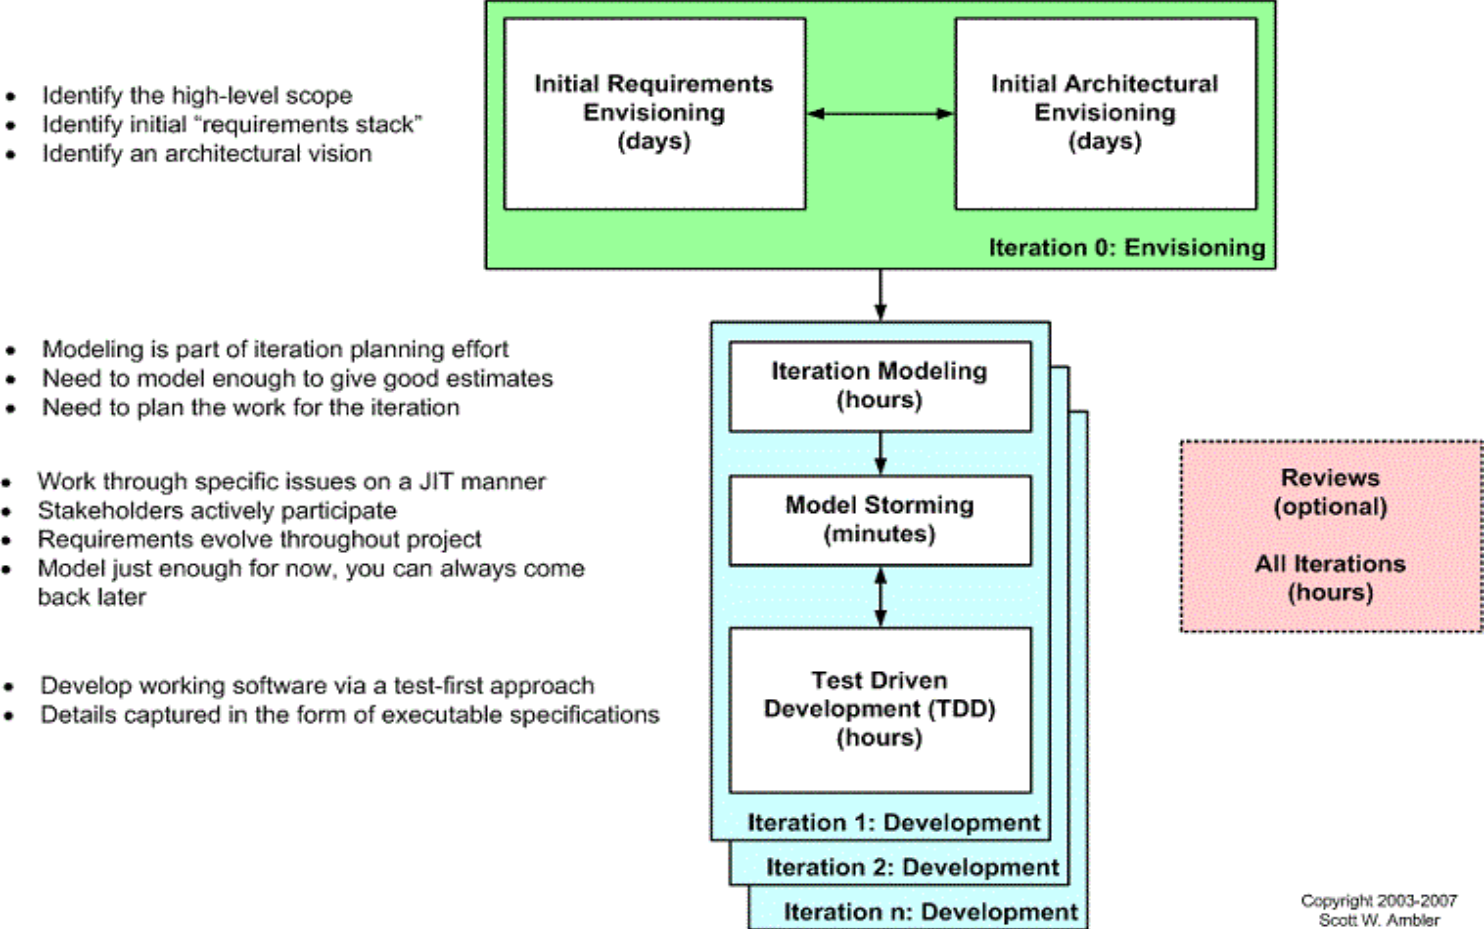 Initial Requirements
Envisioning
(days)
Initial Architectural
Envisioning
(days)
• Identify the high-level scope
• Identify initial “requirements stack”
• Identify an architectural vision
Iteration 0: Envisioning
• Modeling is part of iteration planning effort
• Need to model enough to give good estimates
• Need to plan the work for the iteration
Iteration Modeling
(hours)
• Work through specific issues on a JIT manner
• Stakeholders actively participate
• Requirements evolve throughout project
• Model just enough for now, you can always come
back later
Model Storming
(minutes)
Reviews
(optional)
All Iterations
(hours)
• Develop working software via a test-first approach
• Details captured in the form of executable specifications
Test Driven
Development (TDD)
(hours)
Iteration 1: Development
Iteration 2: Development
Iteration n: Development
Copyright 2003-2007
Scott W. Ambler